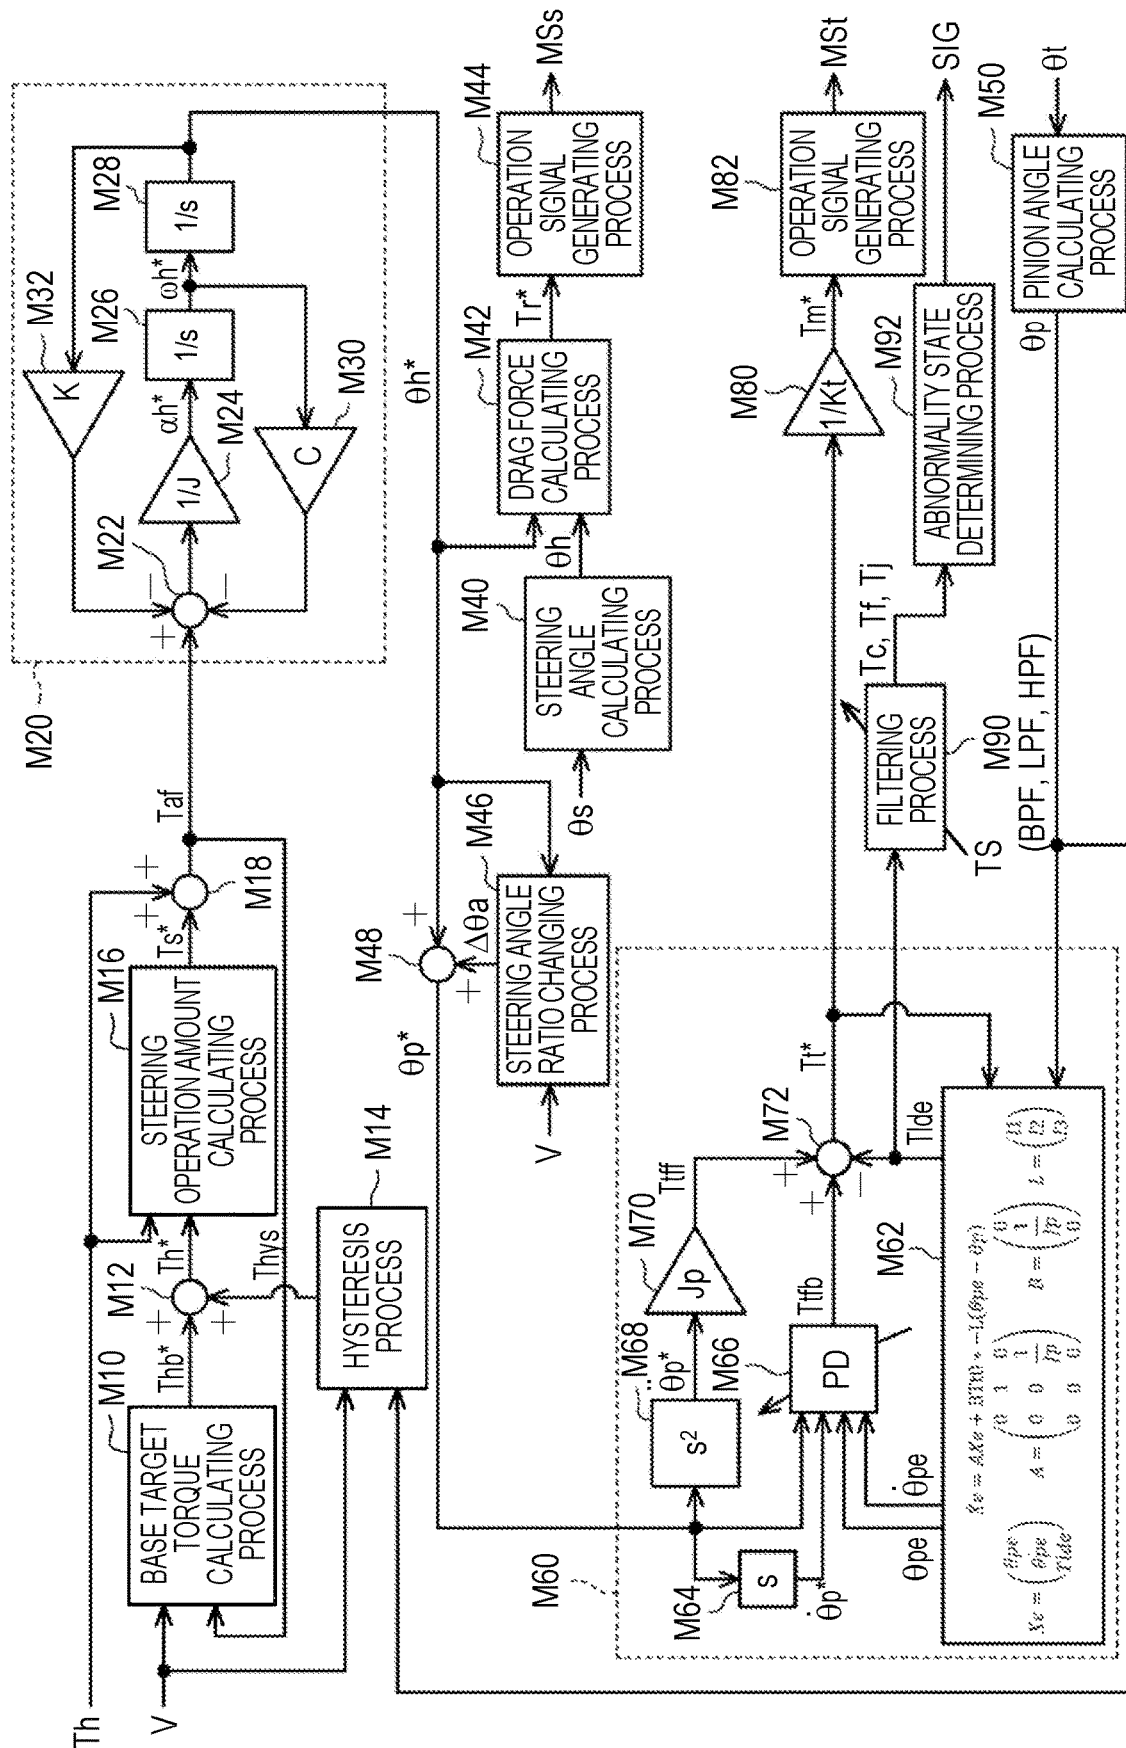 Th
V
M10
BASE TARGET
TORQUE
CALCULATING
PROCESS
Thb*
M12
+
+
Th*
Thys
M14
HYSTERESIS
PROCESS
M16
STEERING
OPERATION AMOUNT
CALCULATING
PROCESS
Ts*
+
+
M18
Taf
M20
M22
+
−
−
1/J
M24
αh*
M26
1/s
ωh*
M28
1/s
M32
K
C
M30
θh*
M48
+
+
θp*
Δθa
M46
STEERING ANGLE
RATIO CHANGING
PROCESS
V
θs
M40
STEERING
ANGLE
CALCULATING
PROCESS
θh
M42
DRAG FORCE
CALCULATING
PROCESS
Tr*
M44
OPERATION
SIGNAL
GENERATING
PROCESS
MSs
M60
M64
s
θ̇p*
M68
s²
θ̈p*
M70
Jp
Ttff
M66
PD
Ttfb
M72
+
+
−
Tt*
Tlde
θpe
θ̇pe
M62
M80
1/Kt
Tm*
M82
OPERATION
SIGNAL
GENERATING
PROCESS
MSt
FILTERING
PROCESS
TS
M90
(BPF, LPF, HPF)
Tc, Tf, Tj
ABNORMALITY STATE
DETERMINING PROCESS
M92
SIG
θp
PINION ANGLE
CALCULATING
PROCESS
M50
θt